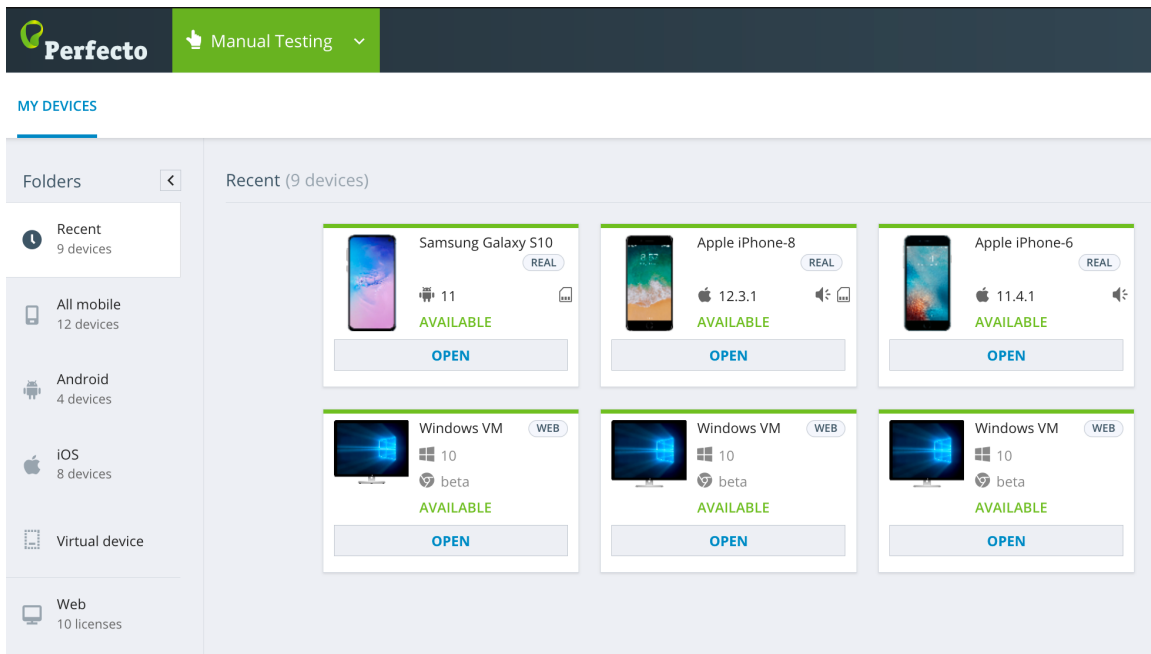 Perfecto
Manual Testing
MY DEVICES
Folders
Recent
9 devices
All mobile
12 devices
Android
4 devices
iOS
8 devices
Virtual device
Web
10 licenses
Recent (9 devices)
Samsung Galaxy S10
REAL
11
AVAILABLE
OPEN
Apple iPhone-8
REAL
12.3.1
AVAILABLE
OPEN
Apple iPhone-6
REAL
11.4.1
AVAILABLE
OPEN
Windows VM WEB
10
beta
AVAILABLE
OPEN
Windows VM WEB
10
beta
AVAILABLE
OPEN
Windows VM WEB
10
beta
AVAILABLE
OPEN